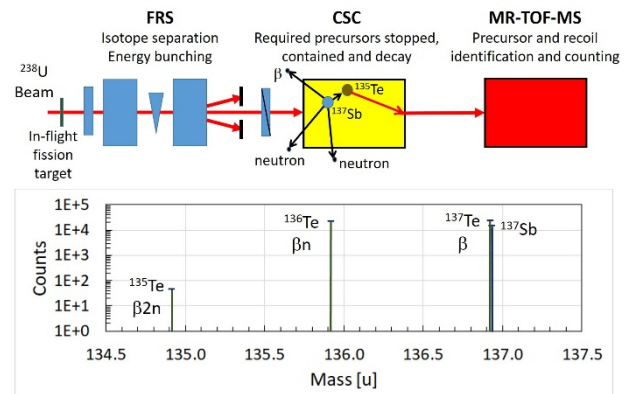 FRS
Isotope separation
Energy bunching
CSC
Required precursors stopped,
contained and decay
MR-TOF-MS
Precursor and recoil
identification and counting
²³⁸U
Beam
In-flight
fission
target
β
¹³⁵Te
¹³⁷Sb
neutron
neutron
1E+5
1E+4
1E+3
1E+2
1E+1
1E+0
Counts
¹³⁵Te
β2n
¹³⁶Te
βn
¹³⁷Te
β
¹³⁷Sb
134.5 135.0 135.5 136.0 136.5 137.0 137.5
Mass [u]